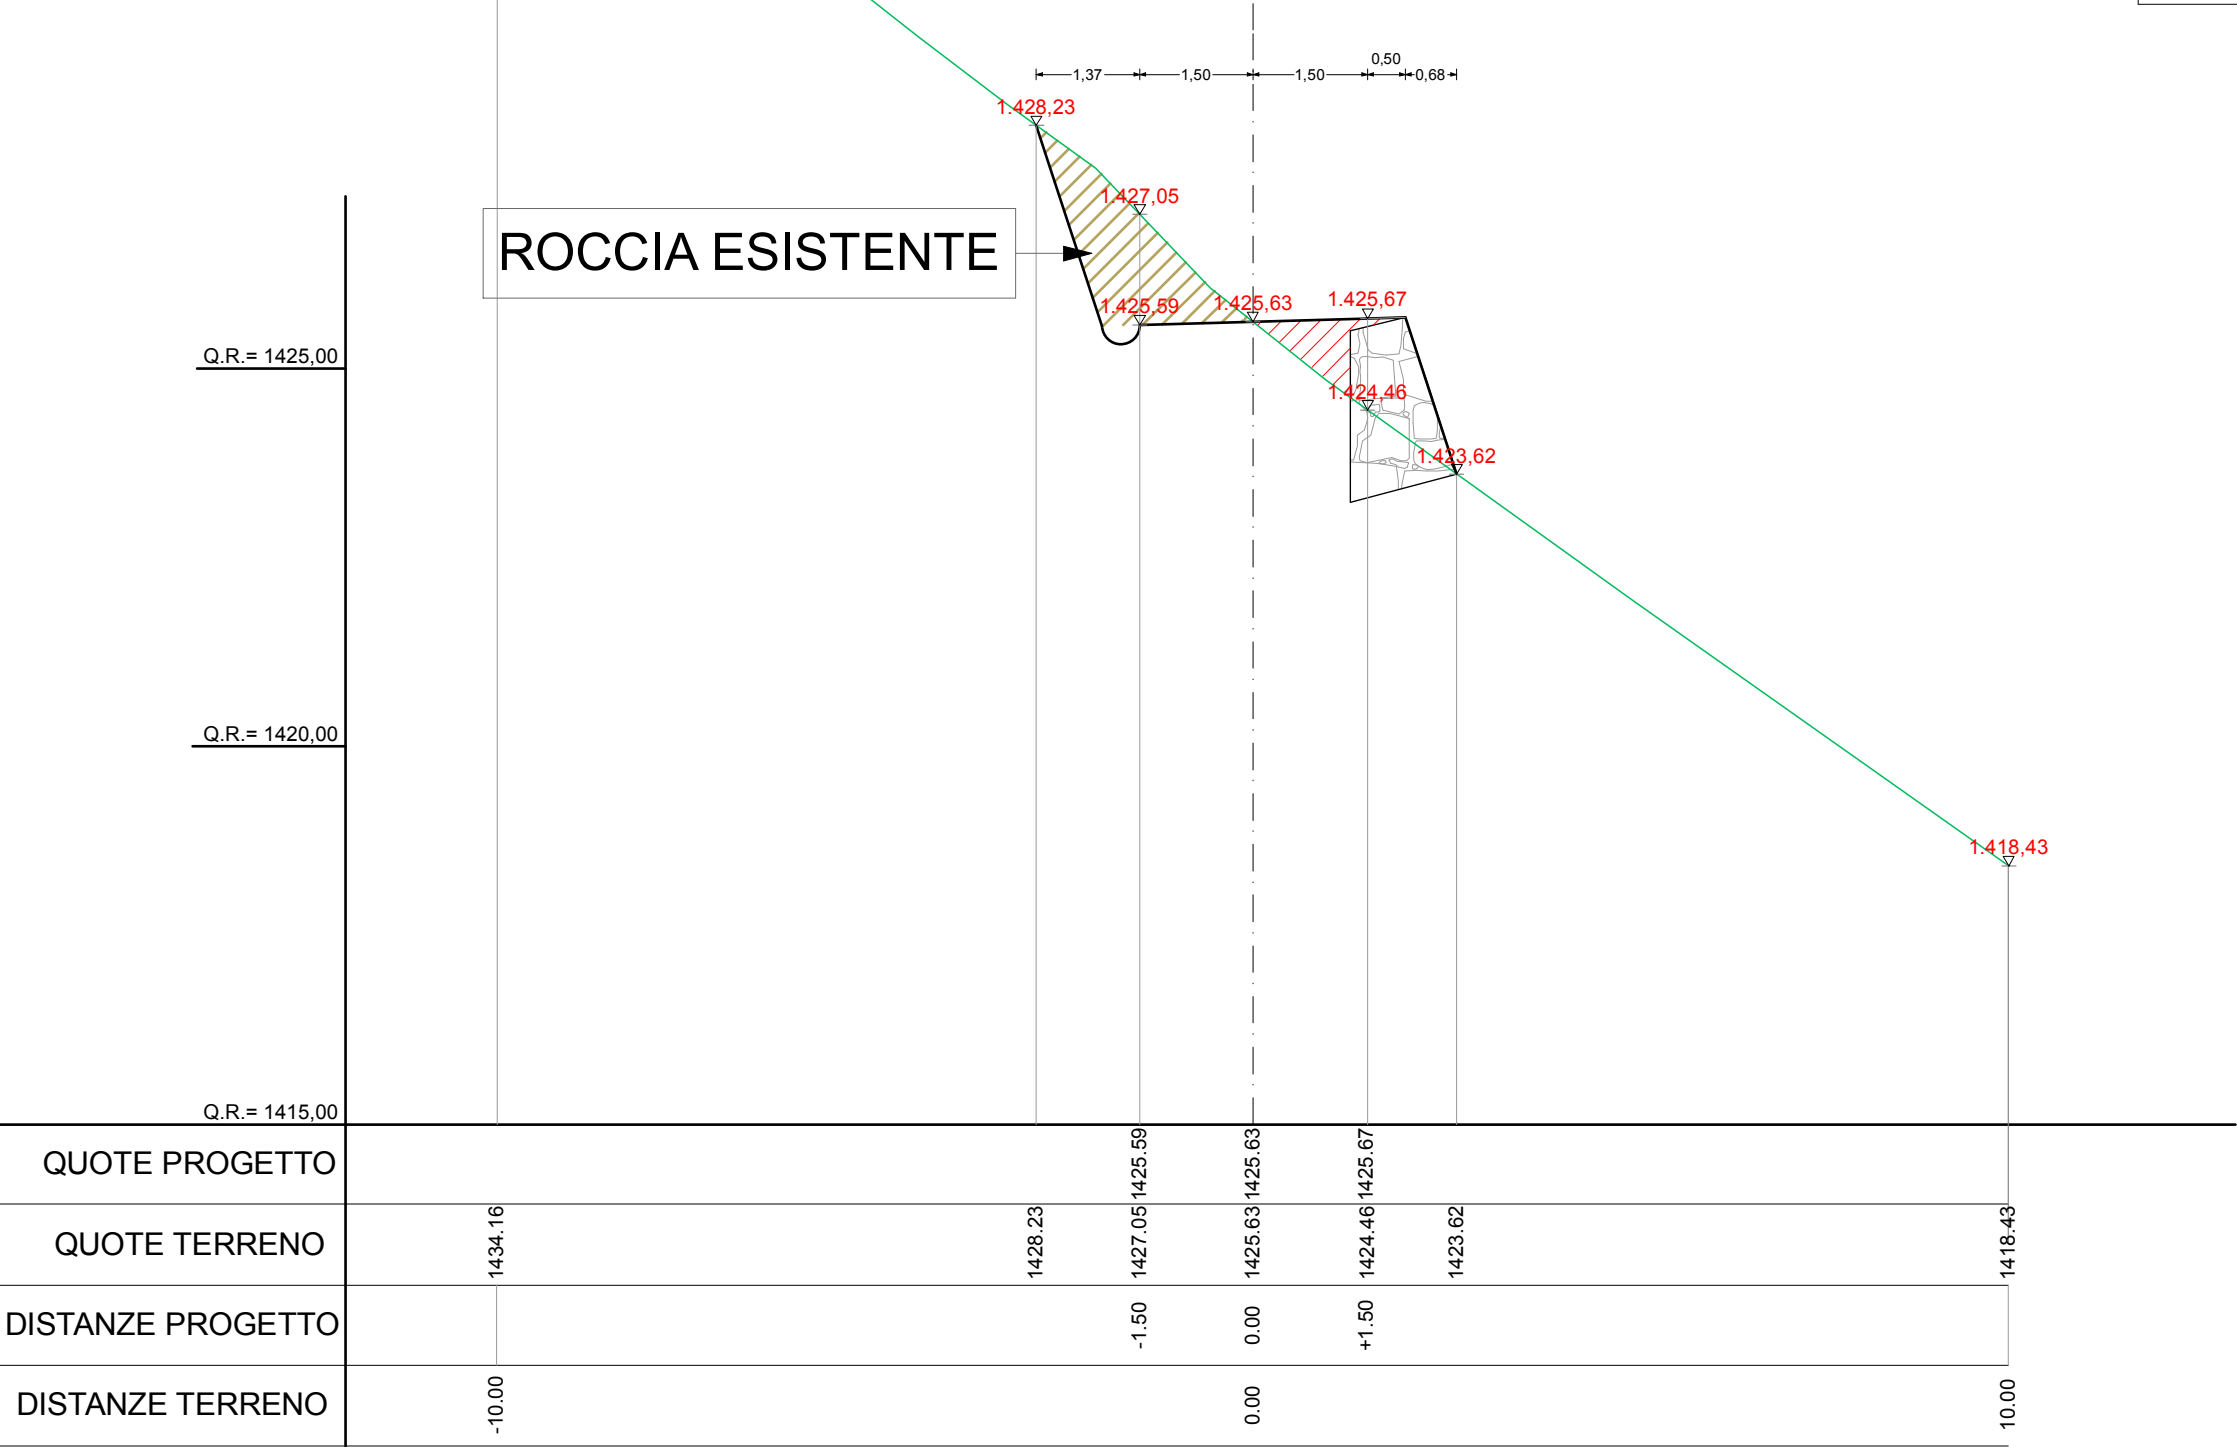 0,50
1,37 1,50 1,50 0,68
1.428,23
1.427,05
ROCCIA ESISTENTE
1.425,59 1.425,63 1.425,67
Q.R.= 1425,00
1.424,46
1.423,62
Q.R.= 1420,00
1.418,43
Q.R.= 1415,00
QUOTE PROGETTO 1425.59 1425.63 1425.67
QUOTE TERRENO 1434.16 1428.23 1427.05 1425.63 1424.46 1423.62 1418.43
DISTANZE PROGETTO -1.50 0.00 +1.50
DISTANZE TERRENO -10.00 0.00 10.00